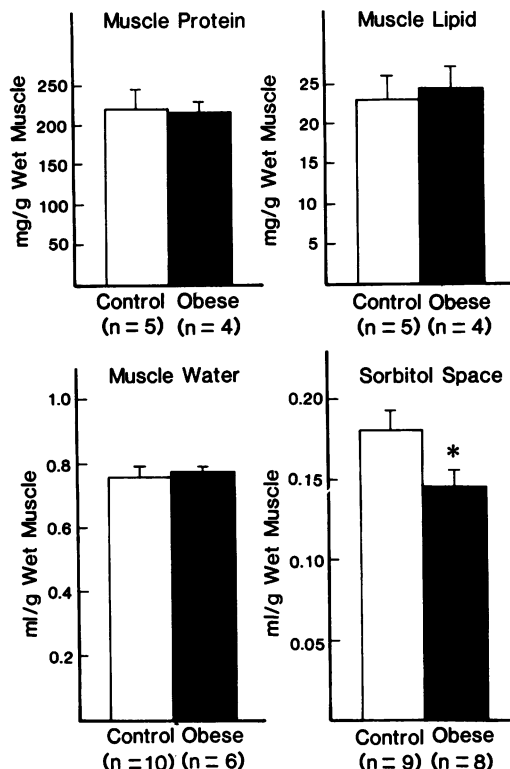 Muscle Protein
mg/g Wet Muscle
250
200
150
100
50
Control Obese
(n = 5) (n = 4)
Muscle Lipid
mg/g Wet Muscle
25
20
15
10
5
Control Obese
(n = 5) (n = 4)
Muscle Water
ml/g Wet Muscle
1.0
0.8
0.6
0.4
0.2
Control Obese
(n = 10) (n = 6)
Sorbitol Space
ml/g Wet Muscle
0.20
0.15
0.10
0.05
*
Control Obese
(n = 9) (n = 8)